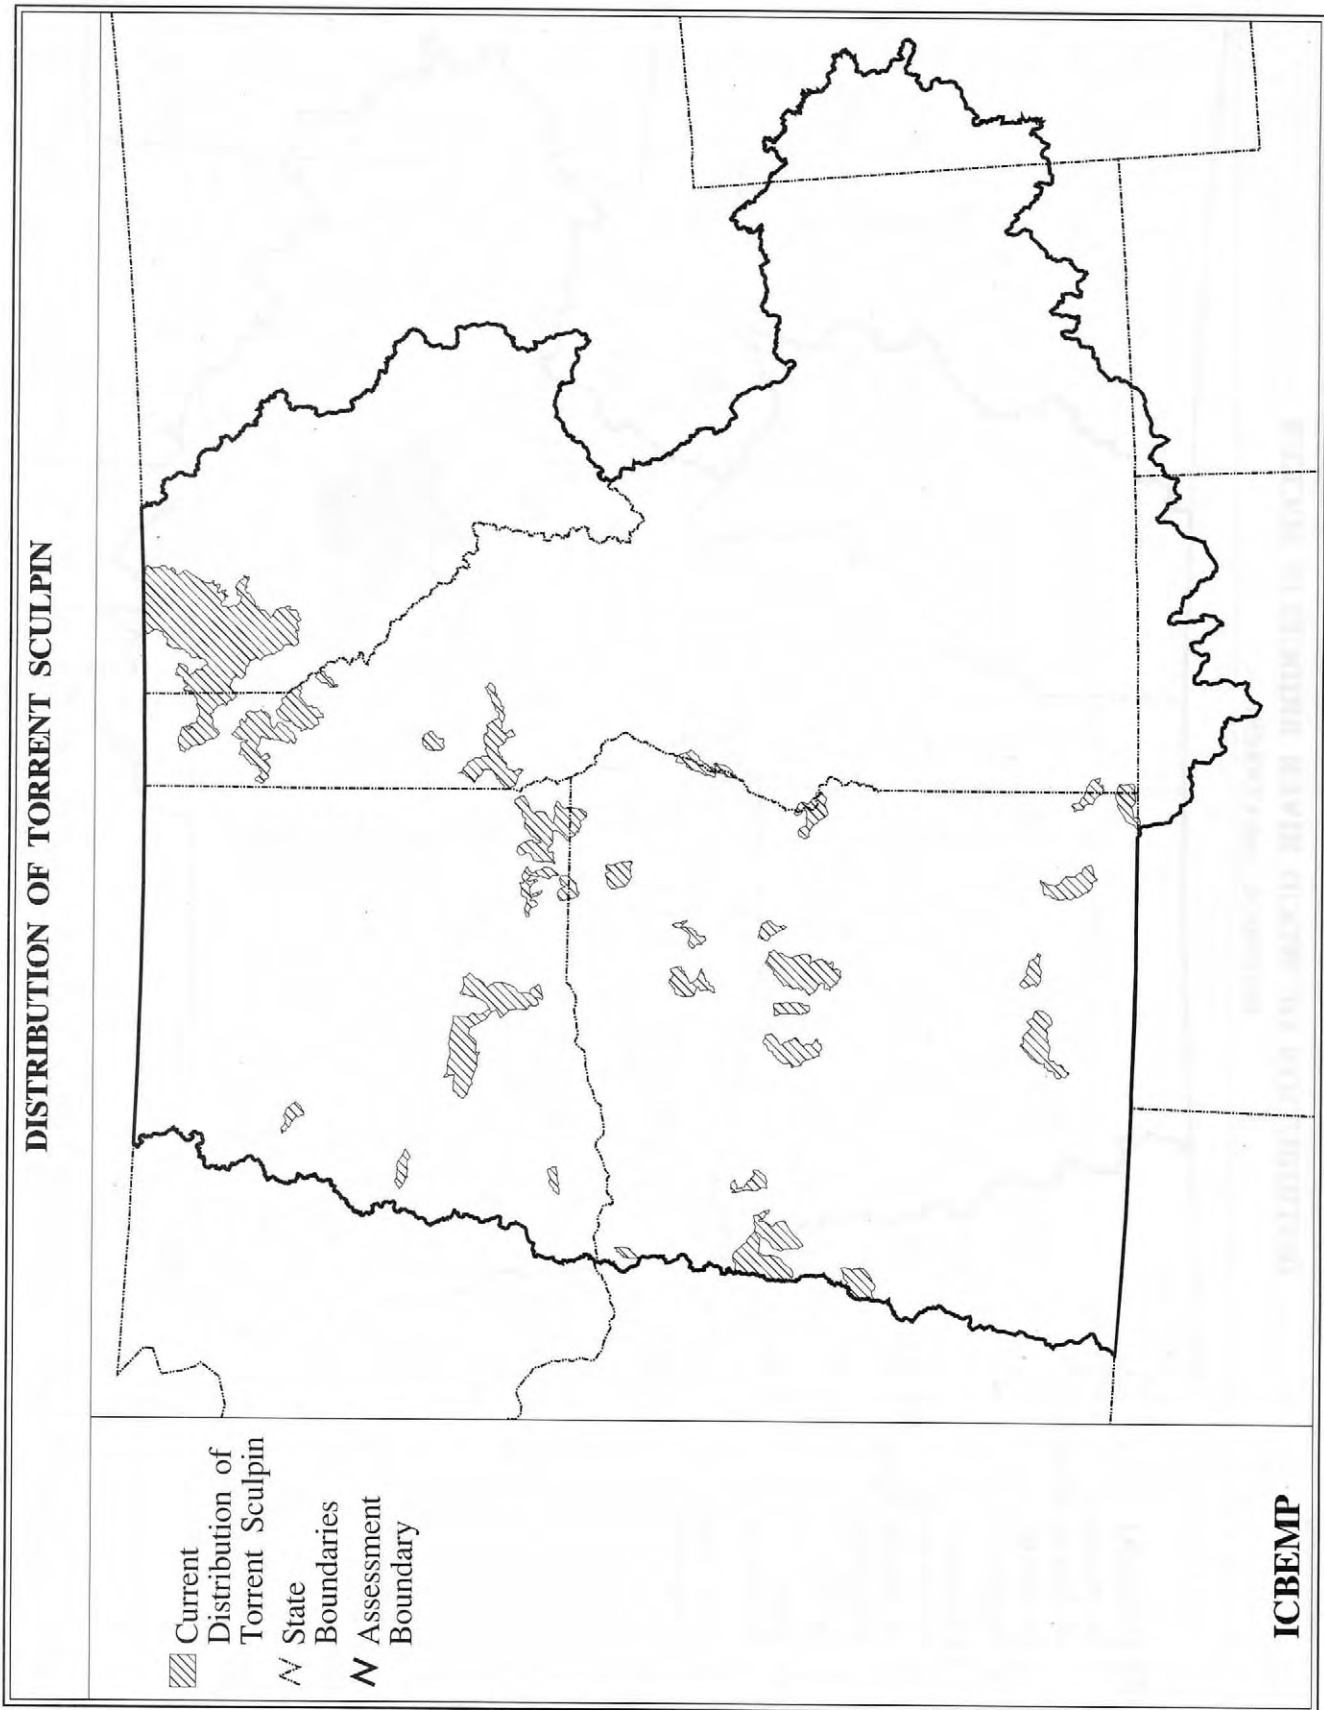 DISTRIBUTION OF TORRENT SCULPIN
Current
Distribution of
Torrent Sculpin
State
Boundaries
Assessment
Boundary
ICBEMP